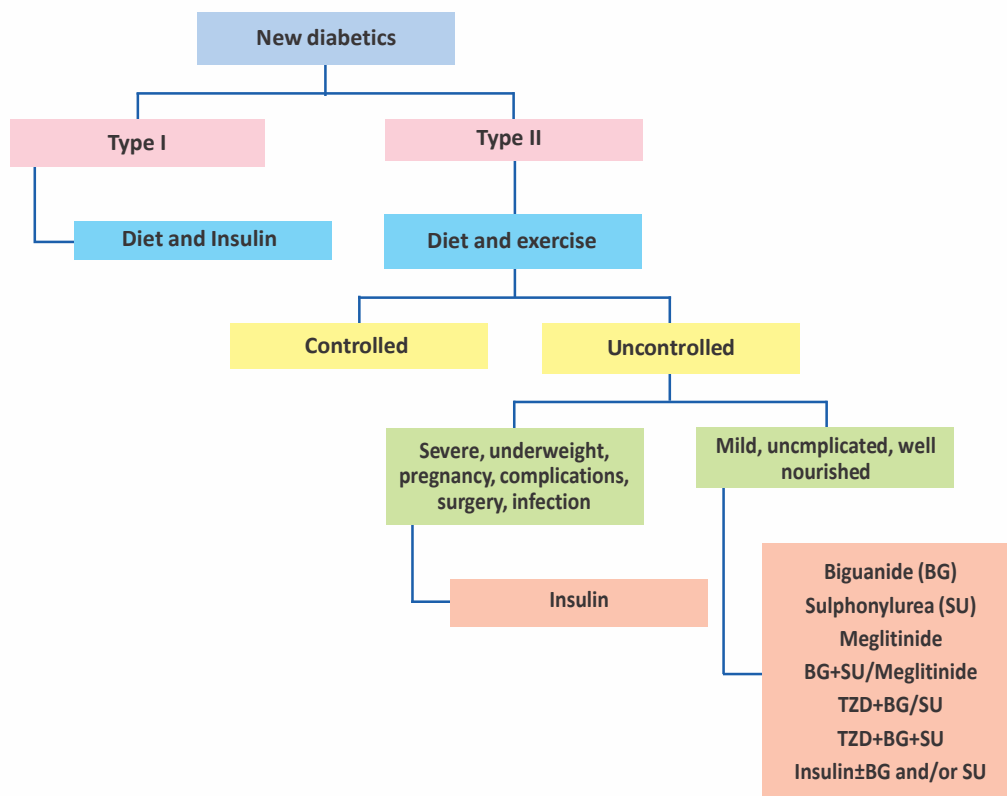 New diabetics
Type I
Type II
Diet and Insulin
Diet and exercise
Controlled
Uncontrolled
Severe, underweight,
pregnancy, complications,
surgery, infection
Mild, uncmplicated, well
nourished
Insulin
Biguanide (BG)
Sulphonylurea (SU)
Meglitinide
BG+SU/Meglitinide
TZD+BG/SU
TZD+BG+SU
Insulin±BG and/or SU